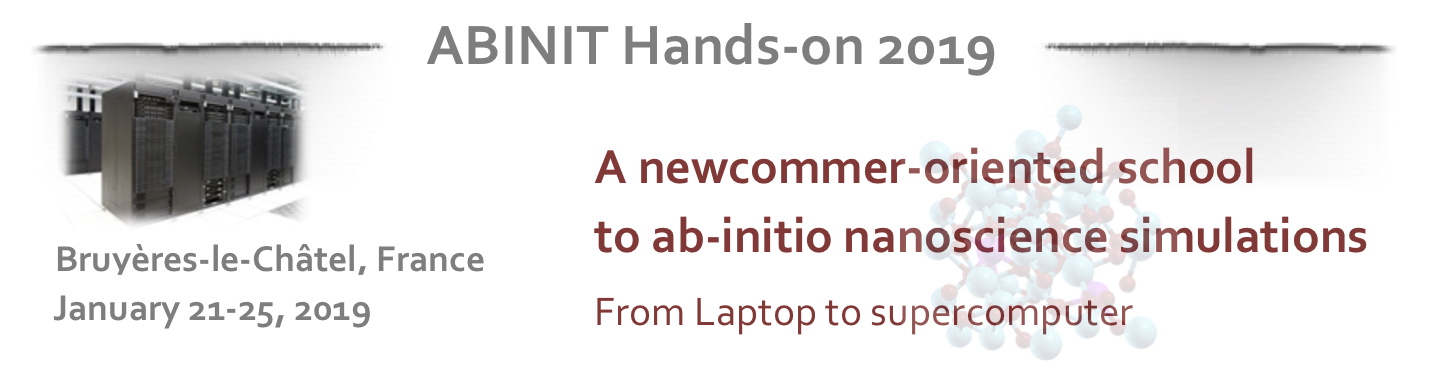 ABINIT Hands-on 2019
A newcommer-oriented school
to ab-initio nanoscience simulations
From Laptop to supercomputer
Bruyères-le-Châtel, France
January 21-25, 2019